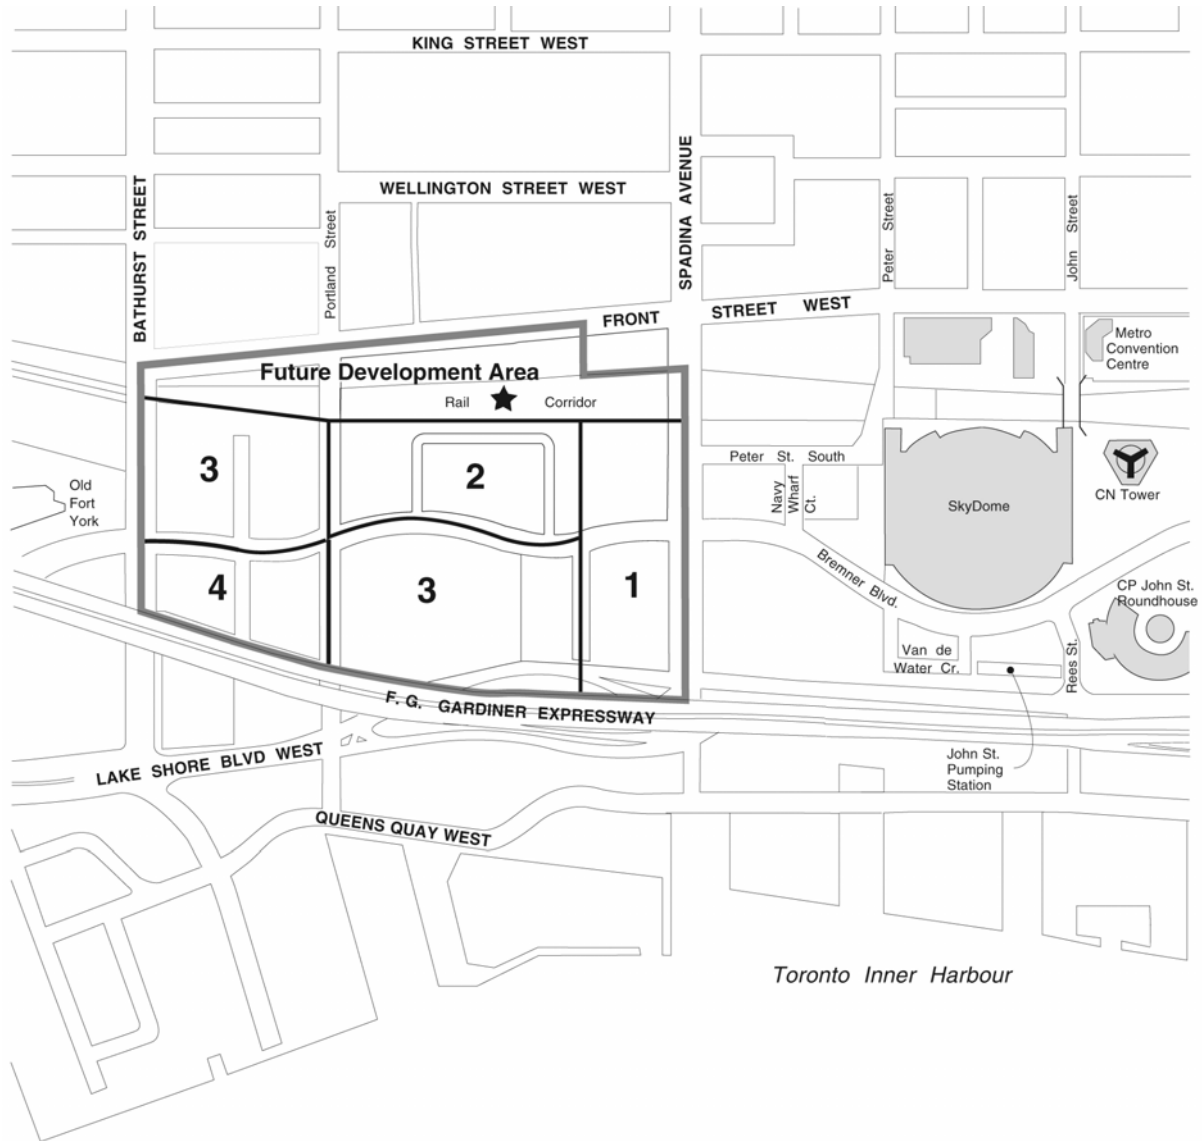 KING STREET WEST
WELLINGTON STREET WEST
BATHURST STREET
Portland Street
SPADINA AVENUE
Peter Street
John Street
FRONT STREET WEST
Metro
Convention
Centre
Future Development Area
Rail Corridor
3
2
Old
Fort
York
4
3
1
Peter St. South
Navy
Wharf
Ct.
SkyDome
CN Tower
Bremner Blvd.
CP John St.
Roundhouse
Van de
Water Cr.
Rees St.
F. G. GARDINER EXPRESSWAY
LAKE SHORE BLVD WEST
John St.
Pumping
Station
QUEENS QUAY WEST
Toronto Inner Harbour